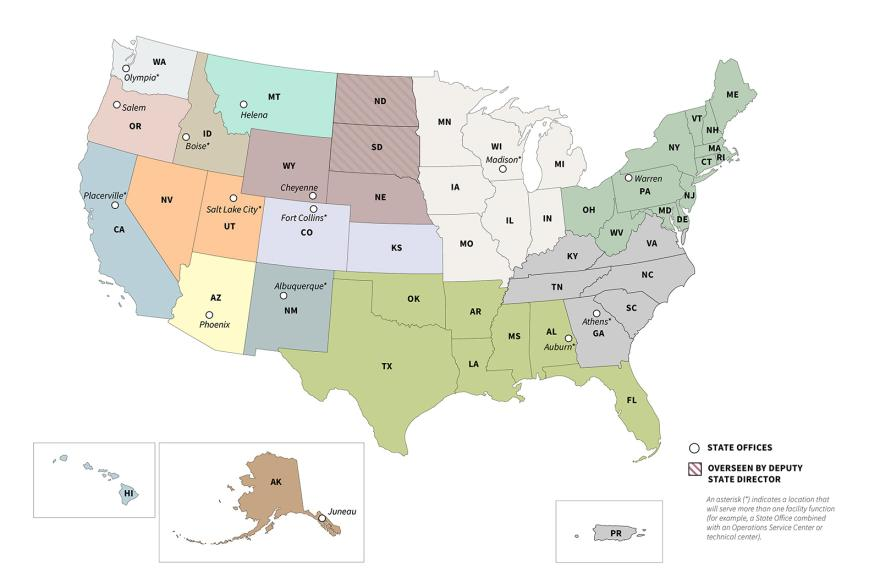 WA
Olympia*
Salem
OR
ID
Boise*
MT
Helena
ND
SD
WY
Cheyenne
NE
MN
WI
Madison*
MI
IA
IL
IN
MO
Placerville*
CA
NV
Salt Lake City*
UT
Fort Collins*
CO
KS
AZ
Phoenix
Albuquerque*
NM
OK
TX
AR
LA
MS
AL
Auburn*
Athens*
GA
FL
SC
NC
TN
KY
VA
WV
OH
Warren
PA
NY
VT
NH
ME
MA
RI
CT
NJ
MD
DE
HI
AK
Juneau
PR
STATE OFFICES
OVERSEEN BY DEPUTY
STATE DIRECTOR
An asterisk (*) indicates a location that
will serve more than one facility function
(for example, a State Office combined
with an Operations Service Center or
technical center).